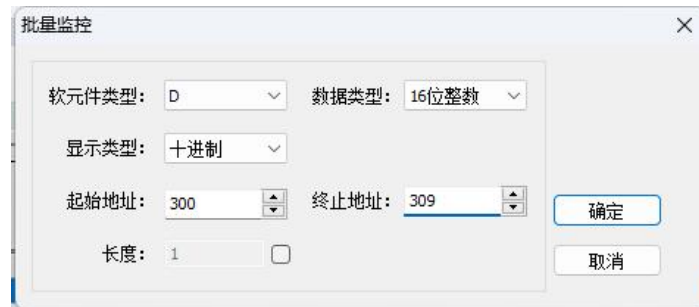 批量监控
软元件类型： D 数据类型： 16位整数
显示类型： 十进制
起始地址： 300 终止地址： 309
确定
长度： 1
取消